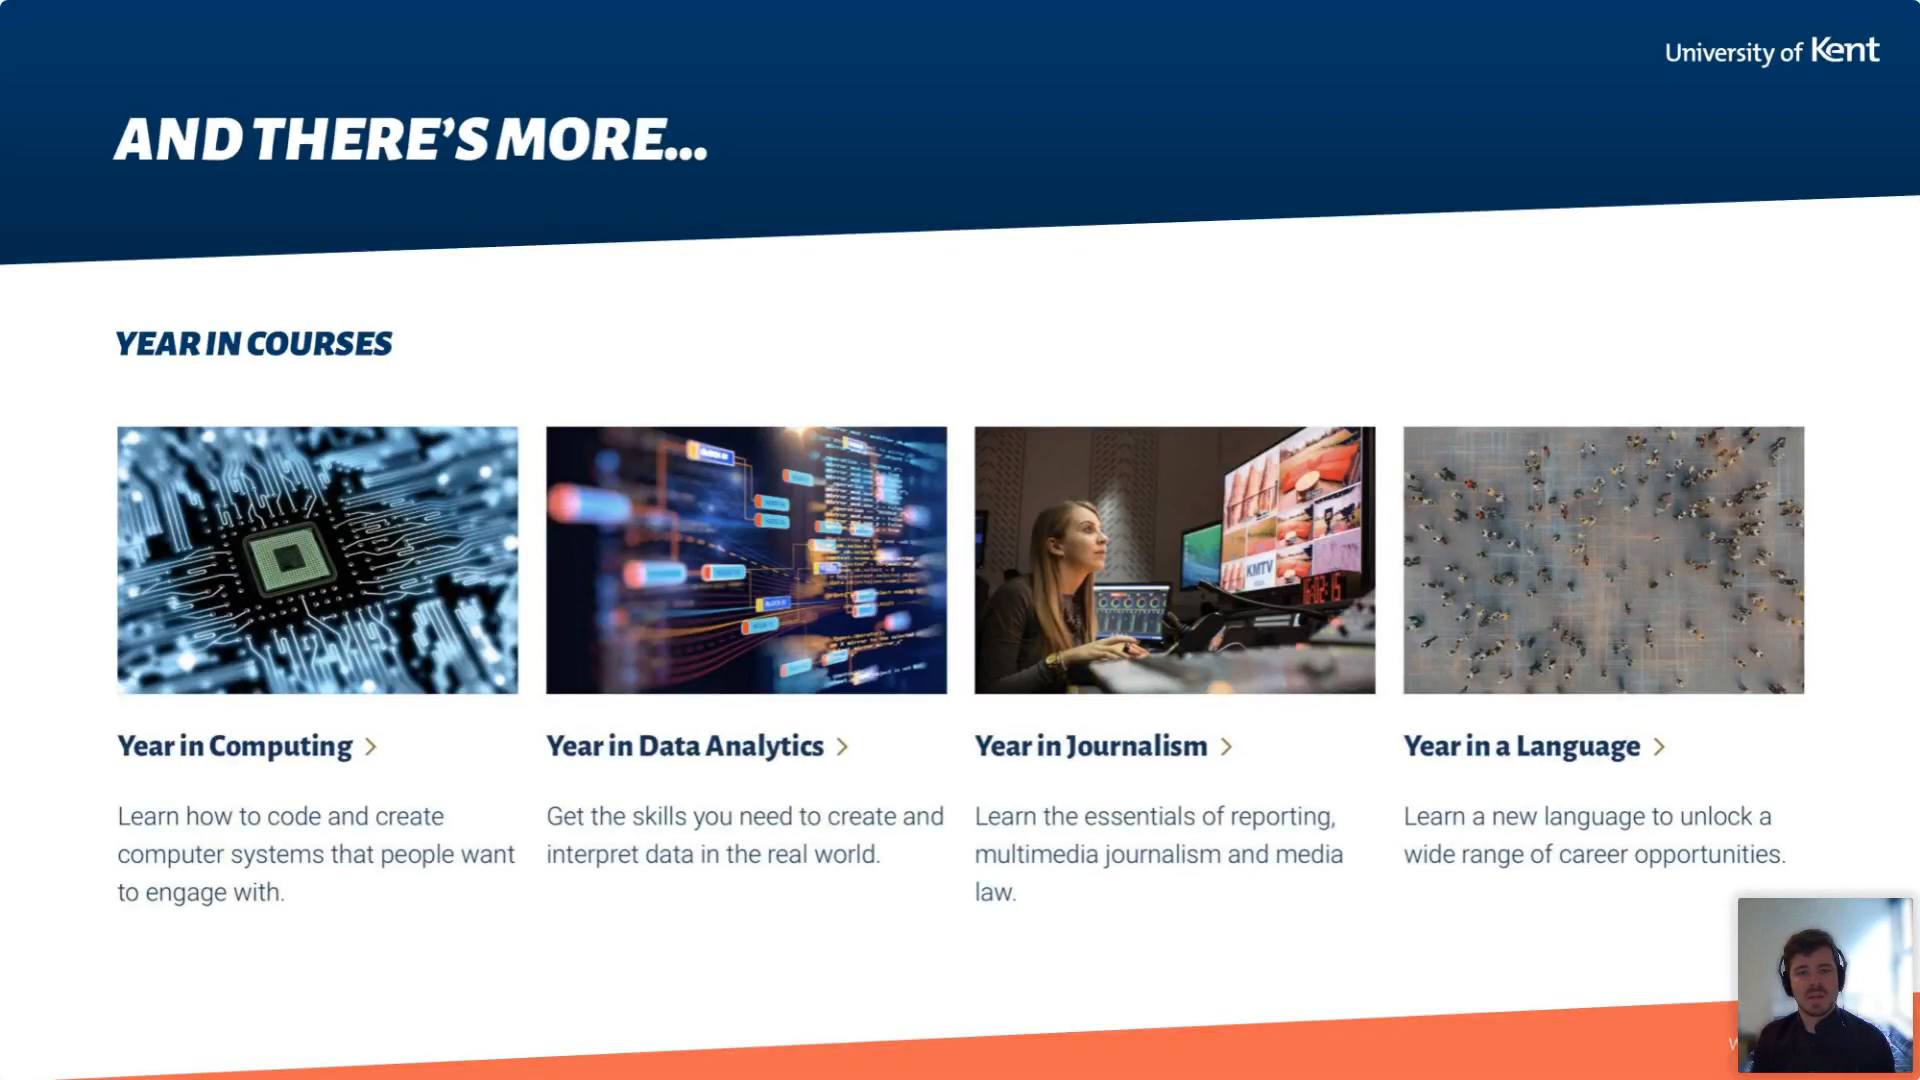 University of Kent
AND THERE'S MORE...
YEAR IN COURSES
KMTV
Year in Computing
Year in Data Analytics
Year in Journalism
Year in a Language
Learn how to code and create
computer systems that people want
to engage with.
Get the skills you need to create and
interpret data in the real world.
Learn the essentials of reporting,
multimedia journalism and media
law.
Learn a new language to unlock a
wide range of career opportunities.